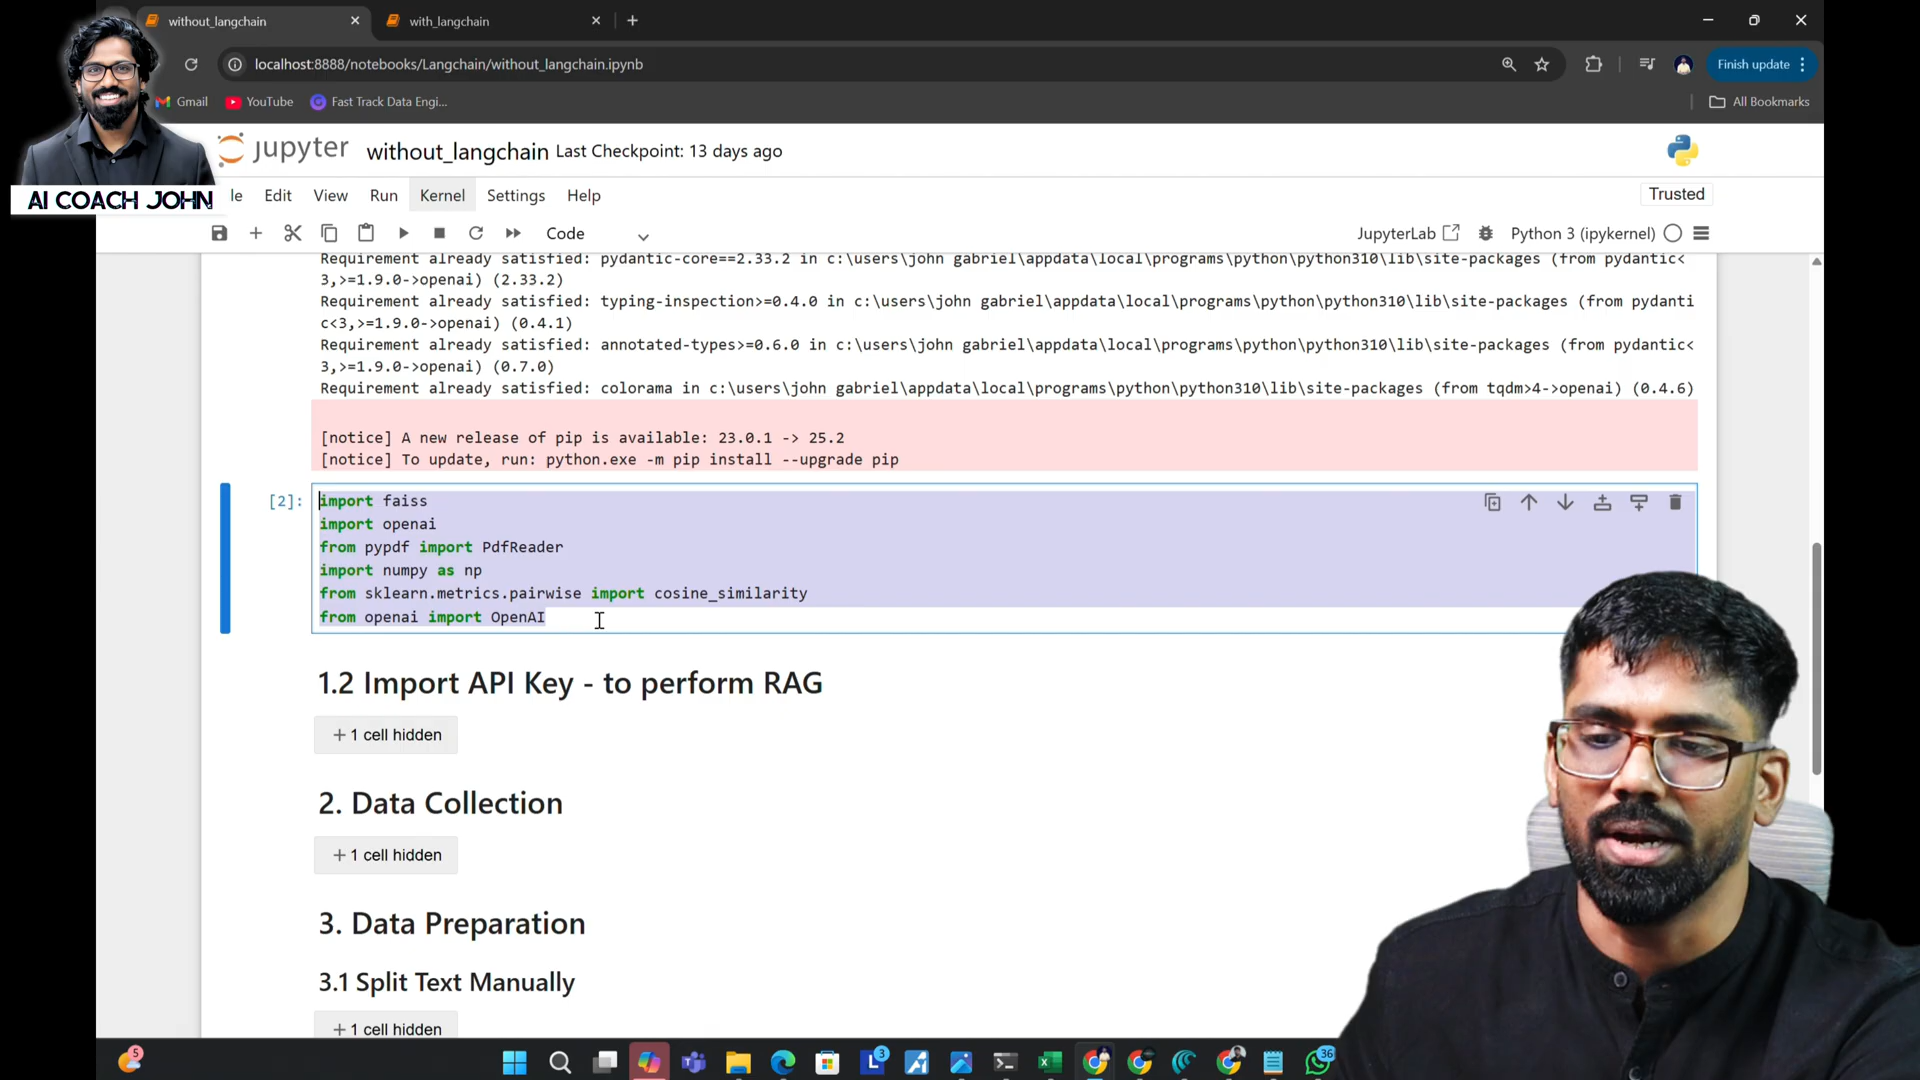 without_langchain
with_langchain
localhost:8888/notebooks/Langchain/without_langchain.ipynb
Finish update
Gmail
YouTube
Fast Track Data Engi...
All Bookmarks
jupyter
without_langchain Last Checkpoint: 13 days ago
AI COACH JOHN
le Edit View Run Kernel Settings Help
Trusted
Code
JupyterLab
Python 3 (ipykernel)
Requirement already satisfied: pydantic-core==2.33.2 in c:\users\john gabriel\appdata\local\programs\python\python310\lib\site-packages (from pydantic<
3,>=1.9.0->openai) (2.33.2)
Requirement already satisfied: typing-inspection>=0.4.0 in c:\users\john gabriel\appdata\local\programs\python\python310\lib\site-packages (from pydanti
c<3,>=1.9.0->openai) (0.4.1)
Requirement already satisfied: annotated-types>=0.6.0 in c:\users\john gabriel\appdata\local\programs\python\python310\lib\site-packages (from pydantic<
3,>=1.9.0->openai) (0.7.0)
Requirement already satisfied: colorama in c:\users\john gabriel\appdata\local\programs\python\python310\lib\site-packages (from tqdm>4->openai) (0.4.6)
[notice] A new release of pip is available: 23.0.1 -> 25.2
[notice] To update, run: python.exe -m pip install --upgrade pip
[2]:
import faiss
import openai
from pypdf import PdfReader
import numpy as np
from sklearn.metrics.pairwise import cosine_similarity
from openai import OpenAI
1.2 Import API Key - to perform RAG
+ 1 cell hidden
2. Data Collection
+ 1 cell hidden
3. Data Preparation
3.1 Split Text Manually
+ 1 cell hidden
5
L
3
36